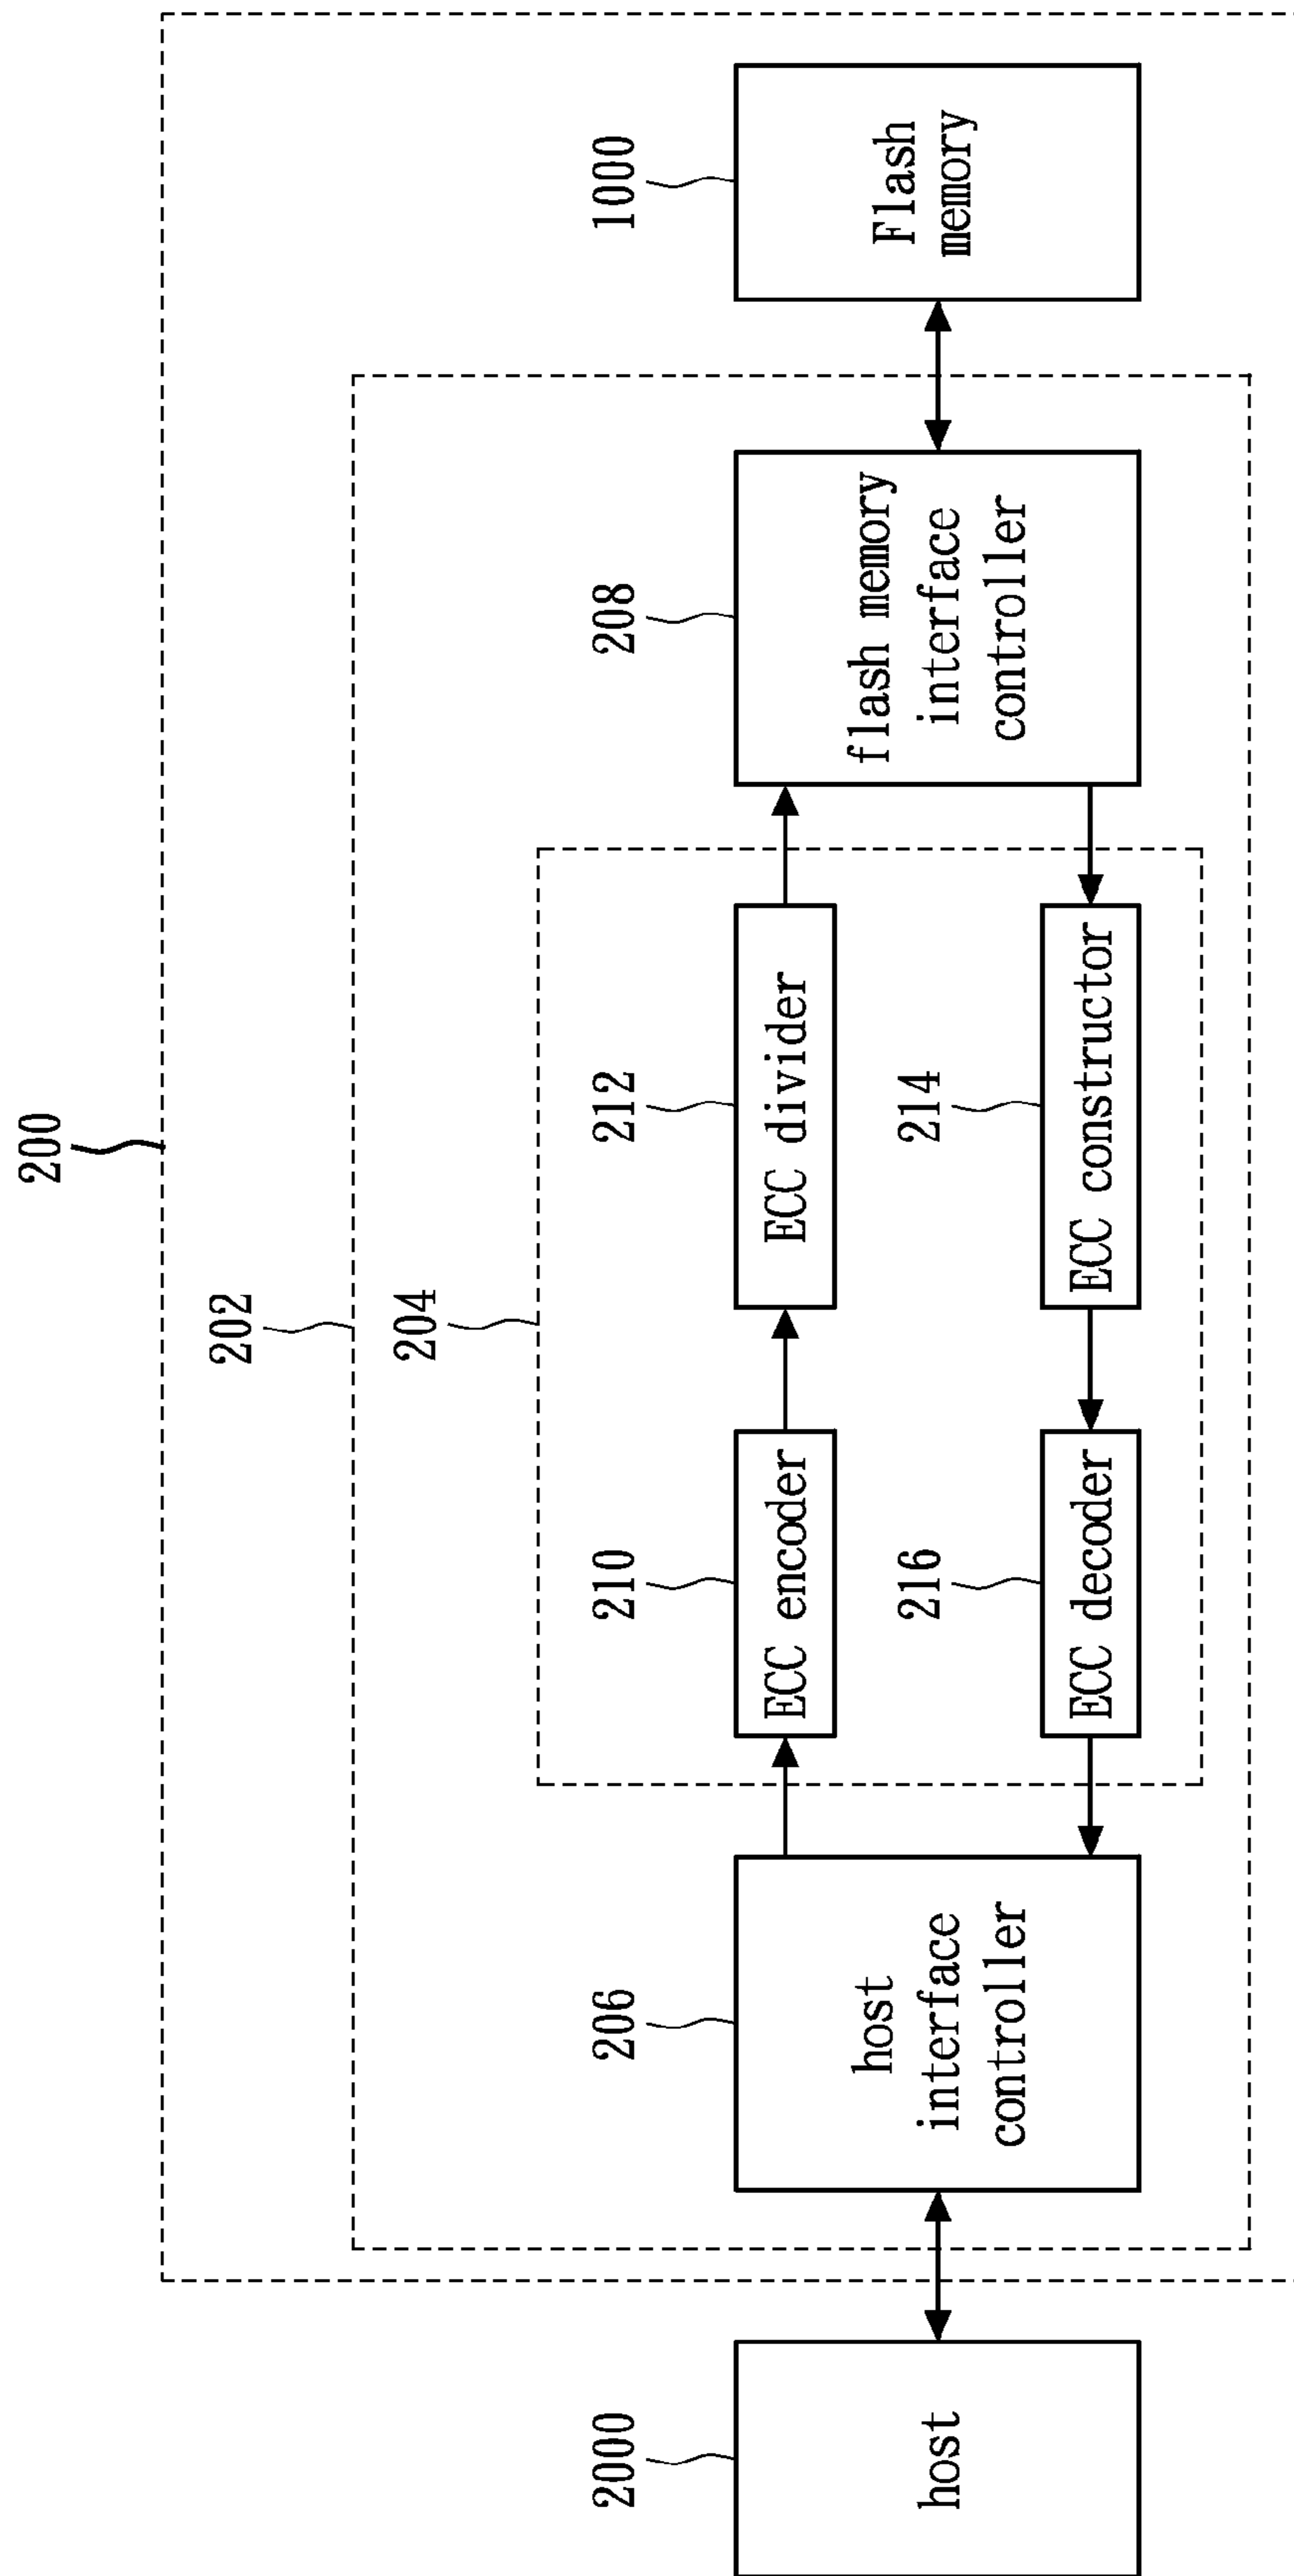 200
202
204
2000
206
210
212
208
1000
host
host
interface
controller
ECC encoder
ECC divider
flash memory
interface
controller
Flash
memory
216
214
ECC decoder
ECC constructor